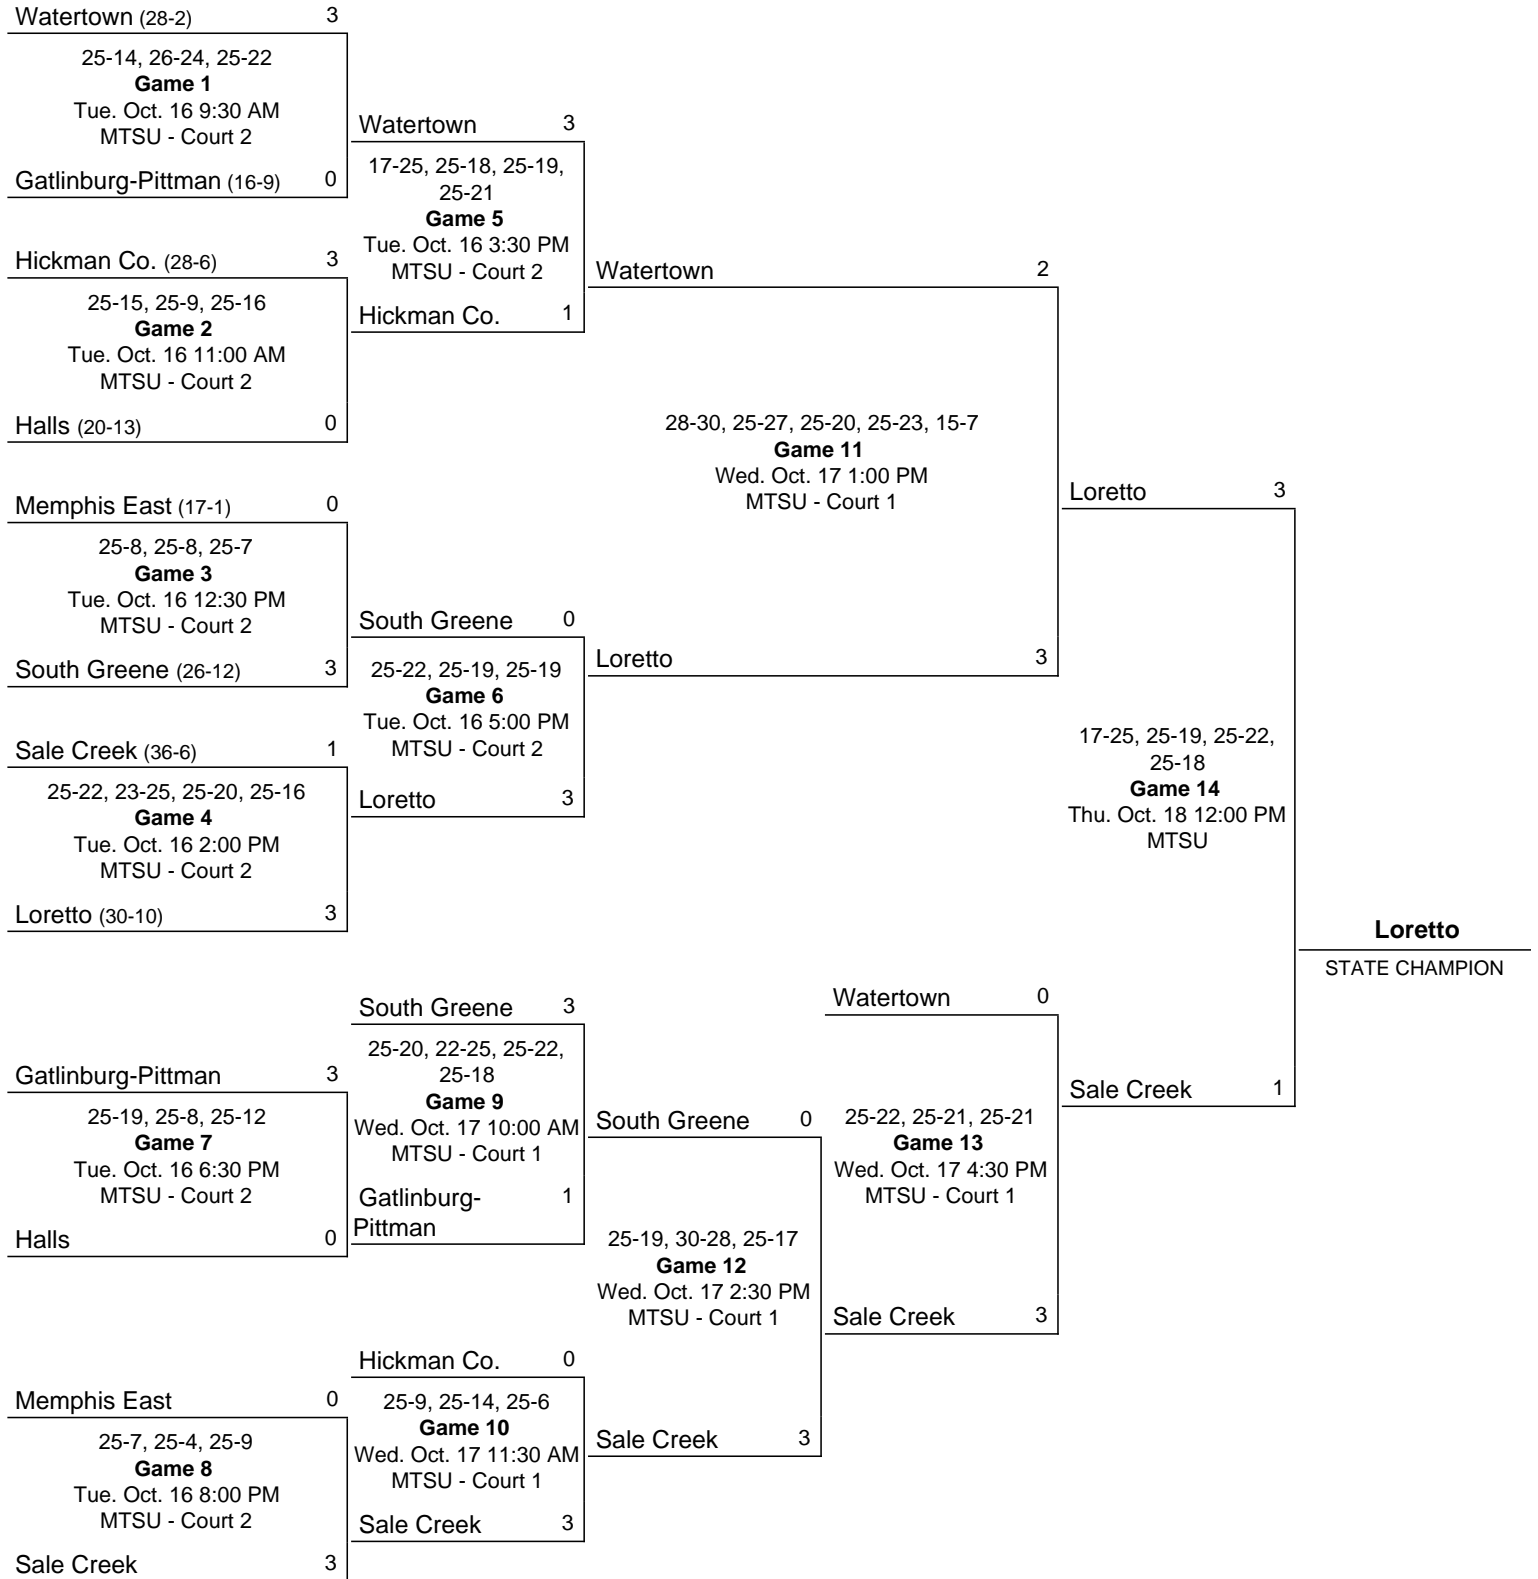 Watertown (28-2) 3
25-14, 26-24, 25-22
Game 1
Tue. Oct. 16 9:30 AM
MTSU - Court 2
Gatlinburg-Pittman (16-9) 0
Hickman Co. (28-6) 3
25-15, 25-9, 25-16
Game 2
Tue. Oct. 16 11:00 AM
MTSU - Court 2
Halls (20-13) 0
Memphis East (17-1) 0
25-8, 25-8, 25-7
Game 3
Tue. Oct. 16 12:30 PM
MTSU - Court 2
South Greene (26-12) 3
Sale Creek (36-6) 1
25-22, 23-25, 25-20, 25-16
Game 4
Tue. Oct. 16 2:00 PM
MTSU - Court 2
Loretto (30-10) 3
Watertown 3
17-25, 25-18, 25-19,
25-21
Game 5
Tue. Oct. 16 3:30 PM
MTSU - Court 2
Hickman Co. 1
South Greene 0
25-22, 25-19, 25-19
Game 6
Tue. Oct. 16 5:00 PM
MTSU - Court 2
Loretto 3
Watertown 2
28-30, 25-27, 25-20, 25-23, 15-7
Game 11
Wed. Oct. 17 1:00 PM
MTSU - Court 1
Loretto 3
Loretto 3
17-25, 25-19, 25-22,
25-18
Game 14
Thu. Oct. 18 12:00 PM
MTSU
Sale Creek 1
Loretto
STATE CHAMPION
Gatlinburg-Pittman 3
25-19, 25-8, 25-12
Game 7
Tue. Oct. 16 6:30 PM
MTSU - Court 2
Halls 0
Memphis East 0
25-7, 25-4, 25-9
Game 8
Tue. Oct. 16 8:00 PM
MTSU - Court 2
Sale Creek 3
South Greene 3
25-20, 22-25, 25-22,
25-18
Game 9
Wed. Oct. 17 10:00 AM
MTSU - Court 1
Gatlinburg- 1
Pittman
Hickman Co. 0
25-9, 25-14, 25-6
Game 10
Wed. Oct. 17 11:30 AM
MTSU - Court 1
Sale Creek 3
South Greene 0
25-19, 30-28, 25-17
Game 12
Wed. Oct. 17 2:30 PM
MTSU - Court 1
Sale Creek 3
Watertown 0
25-22, 25-21, 25-21
Game 13
Wed. Oct. 17 4:30 PM
MTSU - Court 1
Sale Creek 3